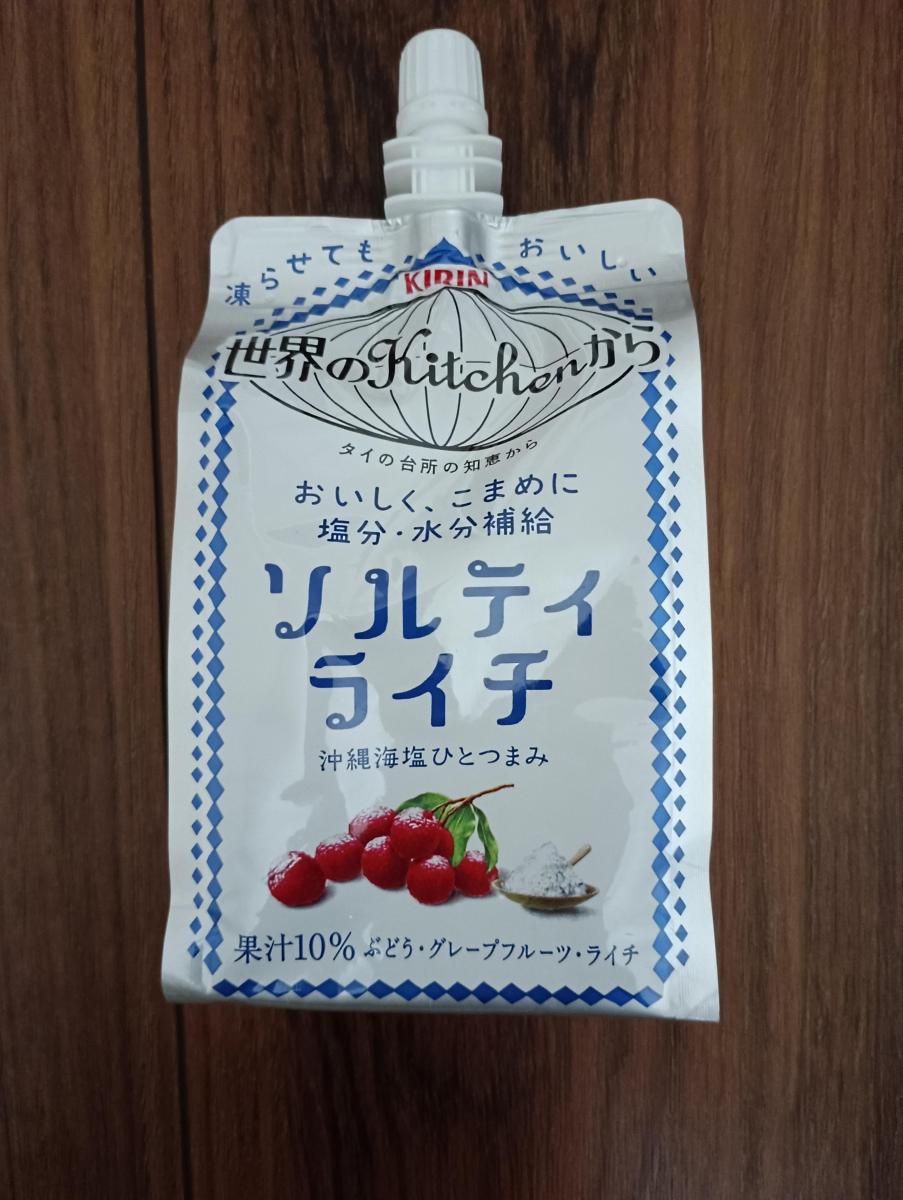 凍らせても おいしい
KIRIN
世界のKitchenから
タイの台所の知恵から
おいしく、こまめに
塩分・水分補給
ソルティ
ライチ
沖縄海塩ひとつまみ
果汁10% ぶどう・グレープフルーツ・ライチ